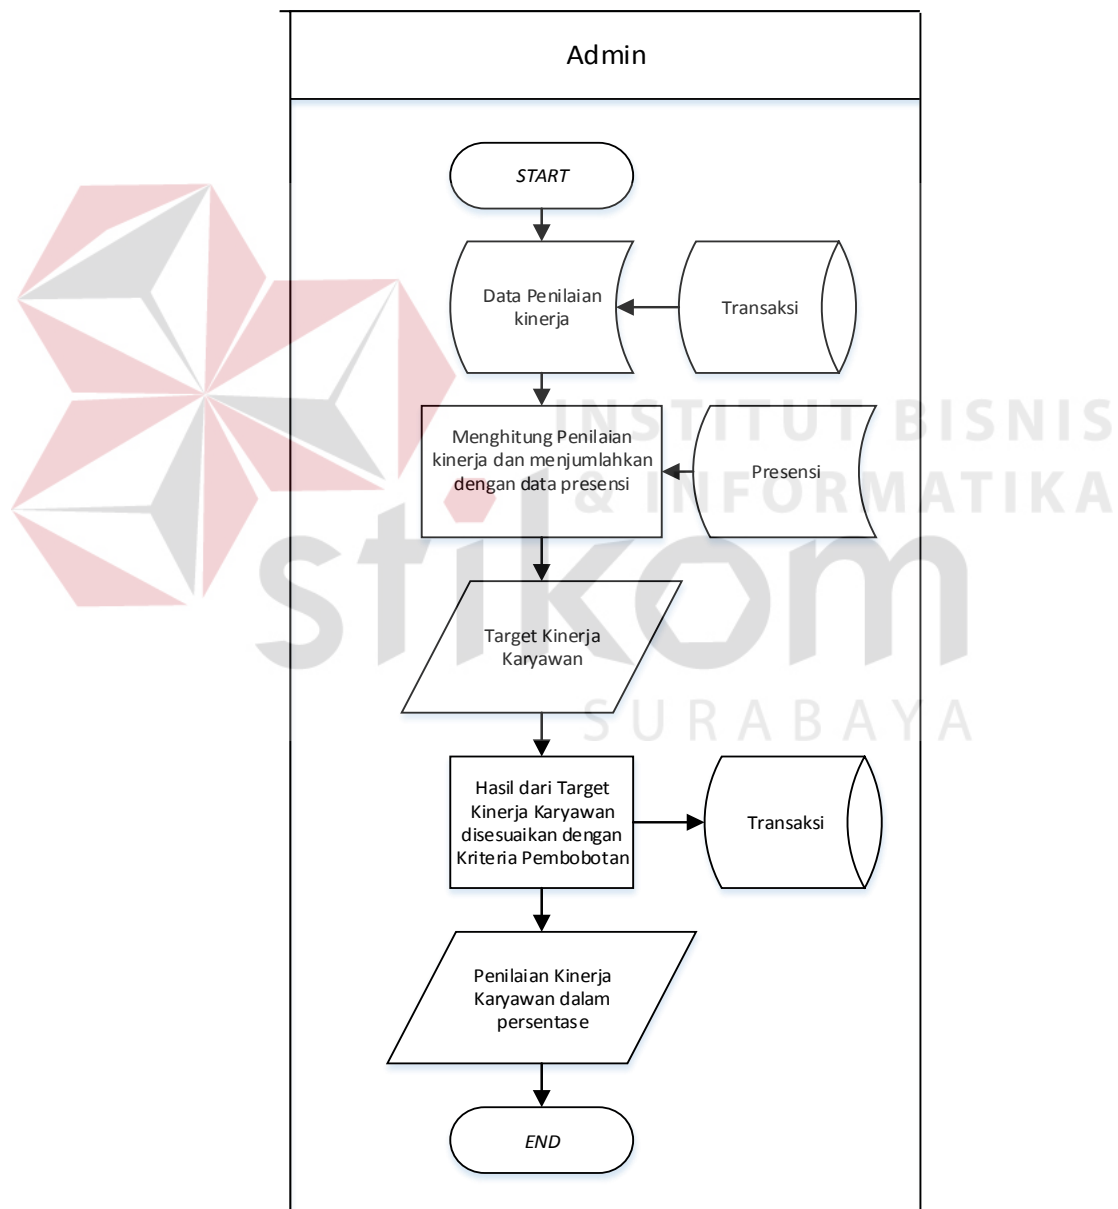 Admin
START
Data Penilaian
kinerja
Transaksi
Menghitung Penilaian
kinerja dan menjumlahkan
dengan data presensi
Presensi
INSTITUT BISNIS
& INFORMATIKA
stikom
SURABAYA
Target Kinerja
Karyawan
Hasil dari Target
Kinerja Karyawan
disesuaikan dengan
Kriteria Pembobotan
Transaksi
Penilaian Kinerja
Karyawan dalam
persentase
END